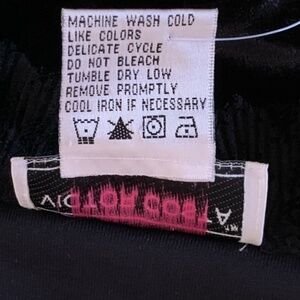 MACHINE WASH COLD
LIKE COLORS
DELICATE CYCLE
DO NOT BLEACH
TUMBLE DRY LOW
REMOVE PROMPTLY
COOL IRON IF NECESSARY